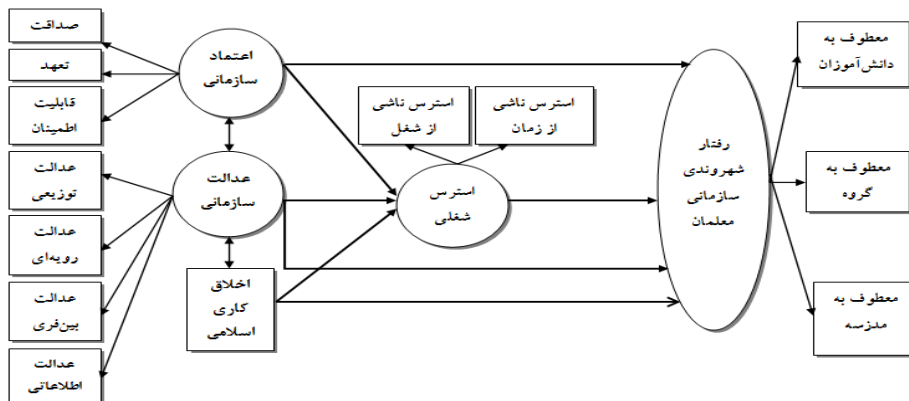 صداقت
تعهد
قابلیت
اطمینان
عدالت
توزیعی
عدالت
رویه‌ای
عدالت
بین‌فری
عدالت
اطلاعاتی
اعتماد
سازمانی
عدالت
سازمانی
اخلاق
کاری
اسلامی
استرس ناشی
از شغل
استرس ناشی
از زمان
استرس
شغلی
رفتار
شهروندی
سازمانی
معلمان
معطوف به
دانش‌آموزان
معطوف به
گروه
معطوف به
مدزسه